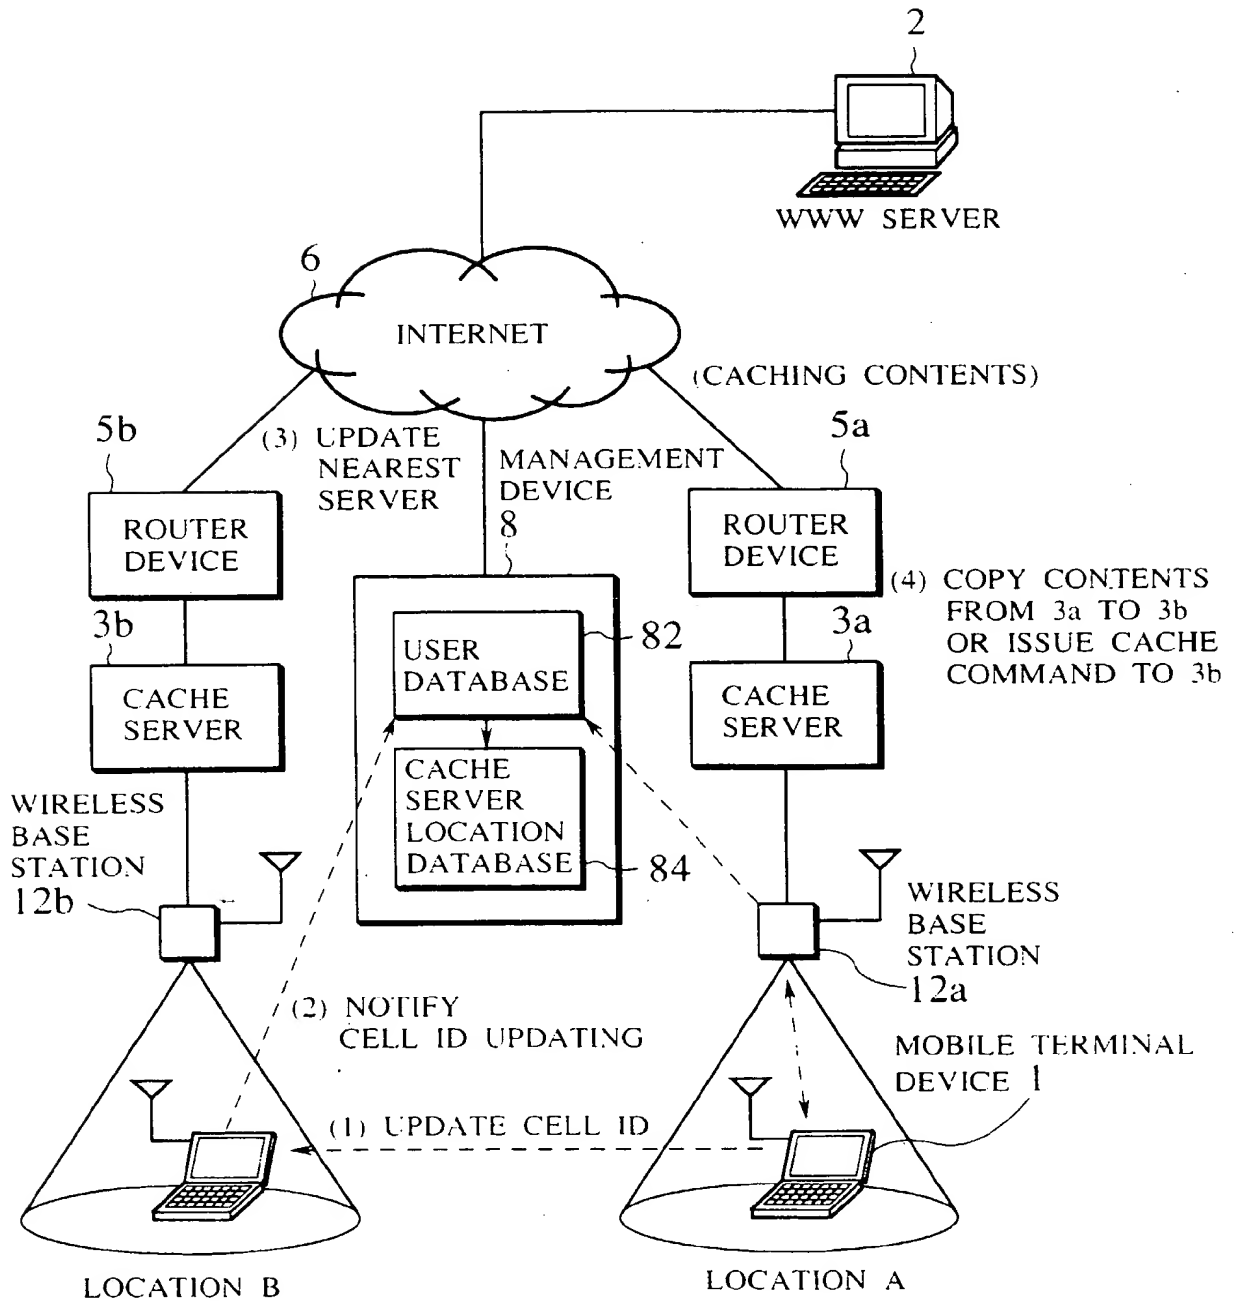 2
WWW SERVER
6
INTERNET
(CACHING CONTENTS)
5b
(3) UPDATE
NEAREST
SERVER
MANAGEMENT
DEVICE
8
5a
ROUTER
DEVICE
ROUTER
DEVICE
(4) COPY CONTENTS
FROM 3a TO 3b
OR ISSUE CACHE
COMMAND TO 3b
3b
CACHE
SERVER
USER
DATABASE
82
3a
CACHE
SERVER
CACHE
SERVER
LOCATION
DATABASE
84
WIRELESS
BASE
STATION
12b
WIRELESS
BASE
STATION
12a
(2) NOTIFY
CELL ID UPDATING
MOBILE TERMINAL
DEVICE 1
(1) UPDATE CELL ID
LOCATION B
LOCATION A